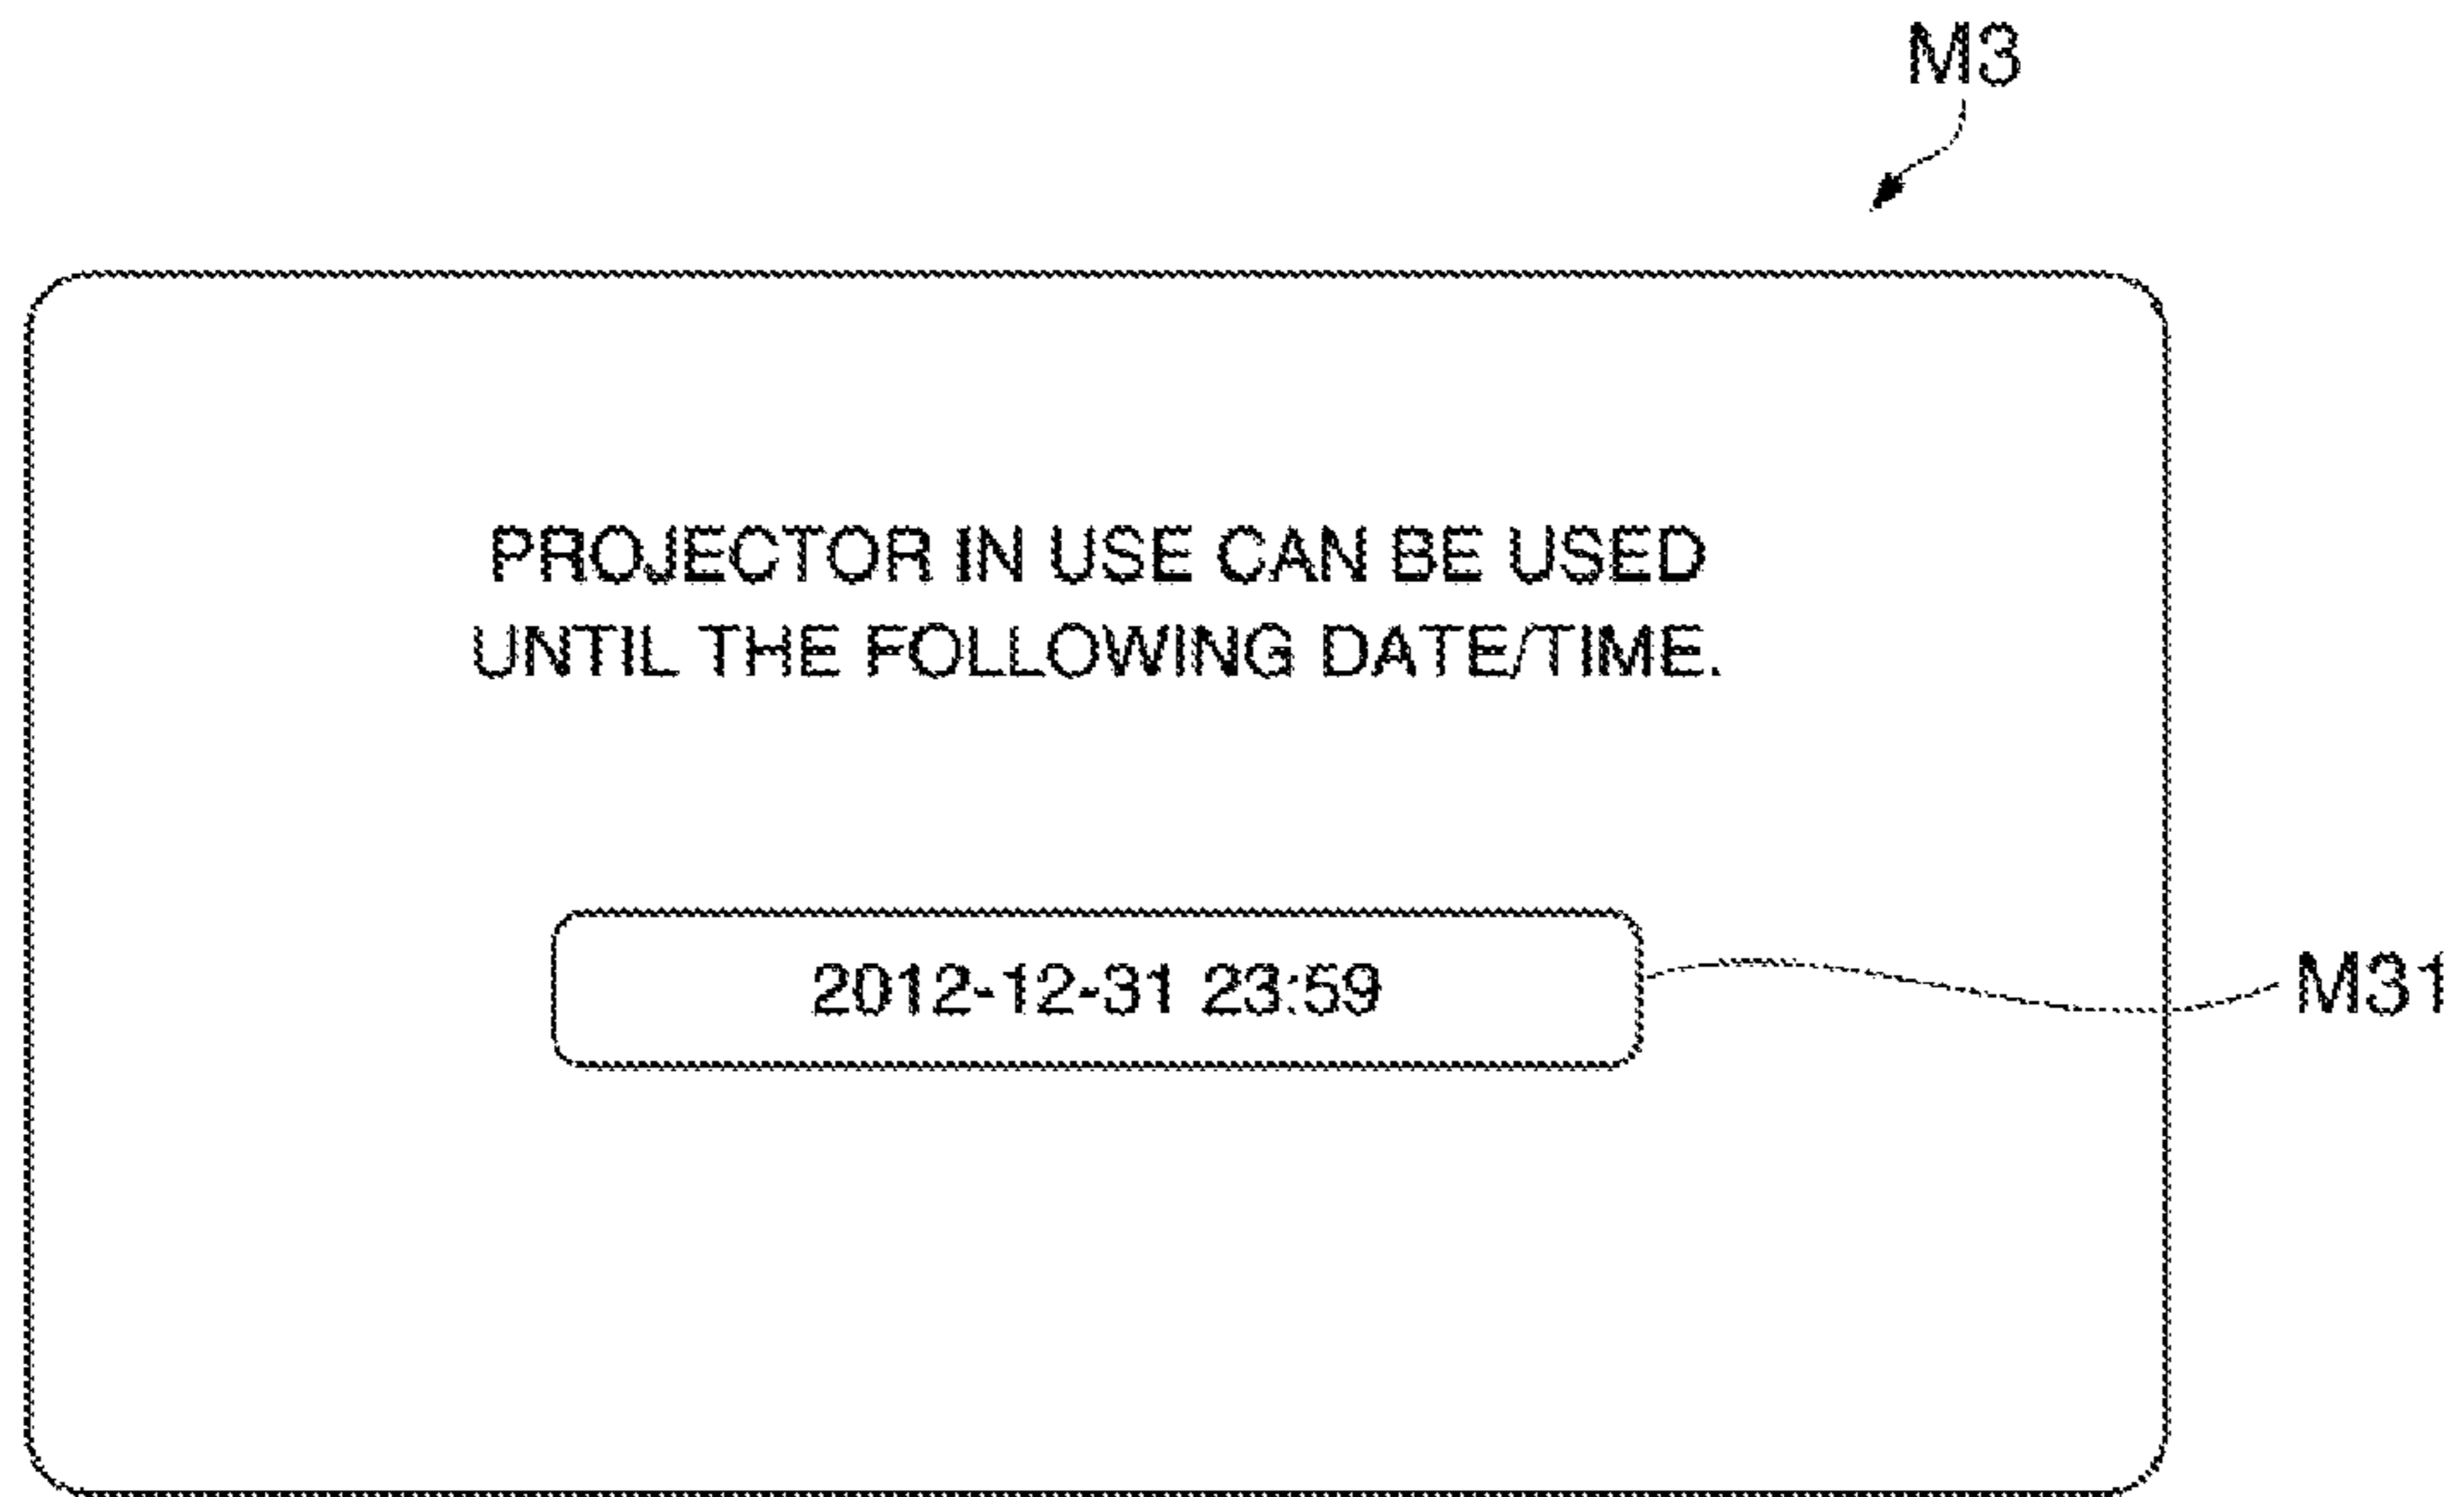 M3
PROJECTOR IN USE CAN BE USED
UNTIL THE FOLLOWING DATE/TIME.
2012-12-31 23:59
M31